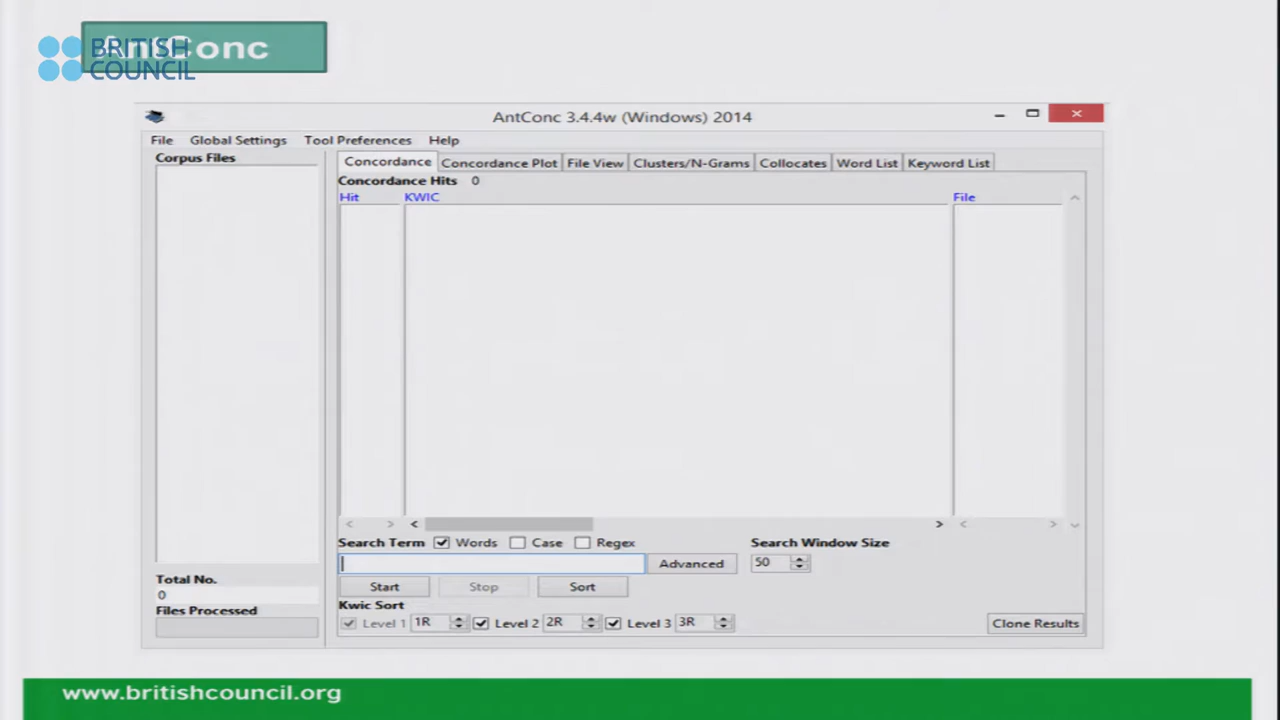 AntConc
BRITISH
COUNCIL
AntConc 3.4.4w (Windows) 2014
File Global Settings Tool Preferences Help
Corpus Files
Concordance Concordance Plot File View Clusters/N-Grams Collocates Word List Keyword List
Concordance Hits 0
Hit KWIC File
Search Term Words Case Regex Search Window Size
Advanced 50
Start Stop Sort
Total No.
0
Files Processed
Kwic Sort
Level 1 1R Level 2 2R Level 3 3R Clone Results
www.britishcouncil.org